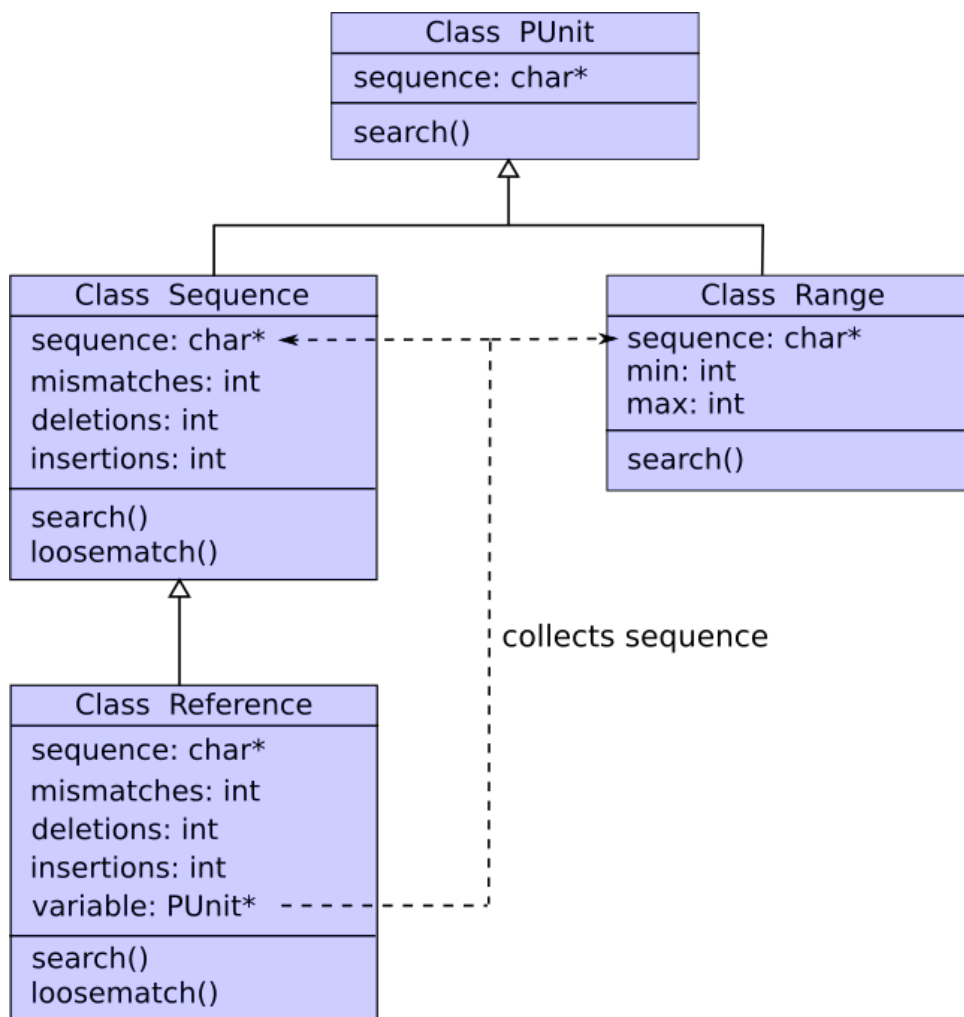 Class PUnit
sequence: char*
search()
Class Sequence
sequence: char*
mismatches: int
deletions: int
insertions: int
search()
loosematch()
Class Range
sequence: char*
min: int
max: int
search()
collects sequence
Class Reference
sequence: char*
mismatches: int
deletions: int
insertions: int
variable: PUnit*
search()
loosematch()